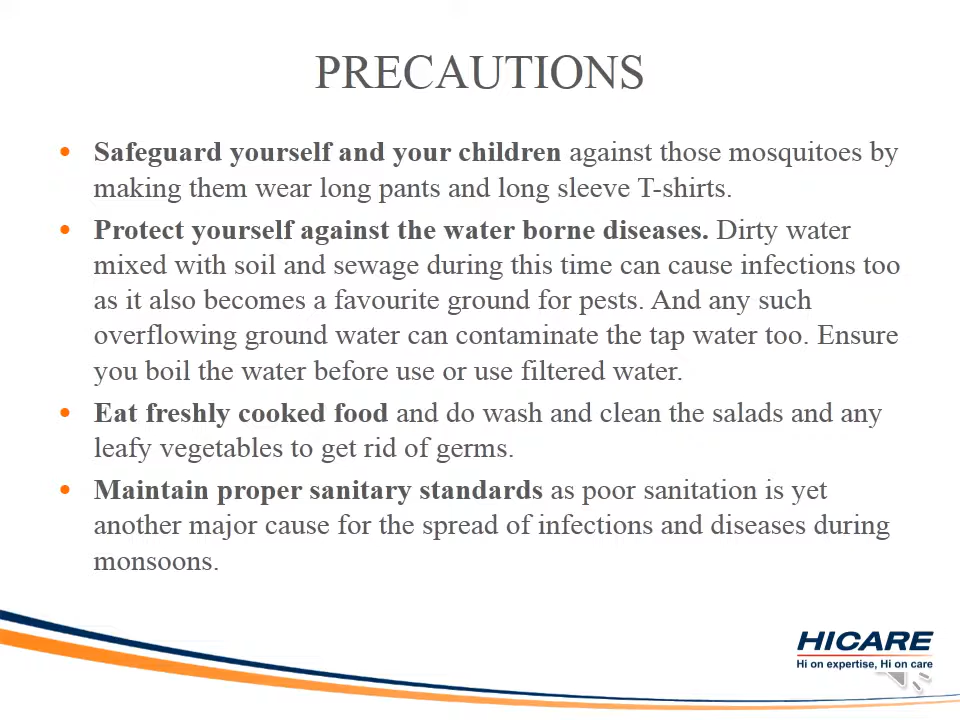 PRECAUTIONS
• Safeguard yourself and your children against those mosquitoes by
making them wear long pants and long sleeve T-shirts.
• Protect yourself against the water borne diseases. Dirty water
mixed with soil and sewage during this time can cause infections too
as it also becomes a favourite ground for pests. And any such
overflowing ground water can contaminate the tap water too. Ensure
you boil the water before use or use filtered water.
• Eat freshly cooked food and do wash and clean the salads and any
leafy vegetables to get rid of germs.
• Maintain proper sanitary standards as poor sanitation is yet
another major cause for the spread of infections and diseases during
monsoons.
HICARE
Hi on expertise, Hi on care